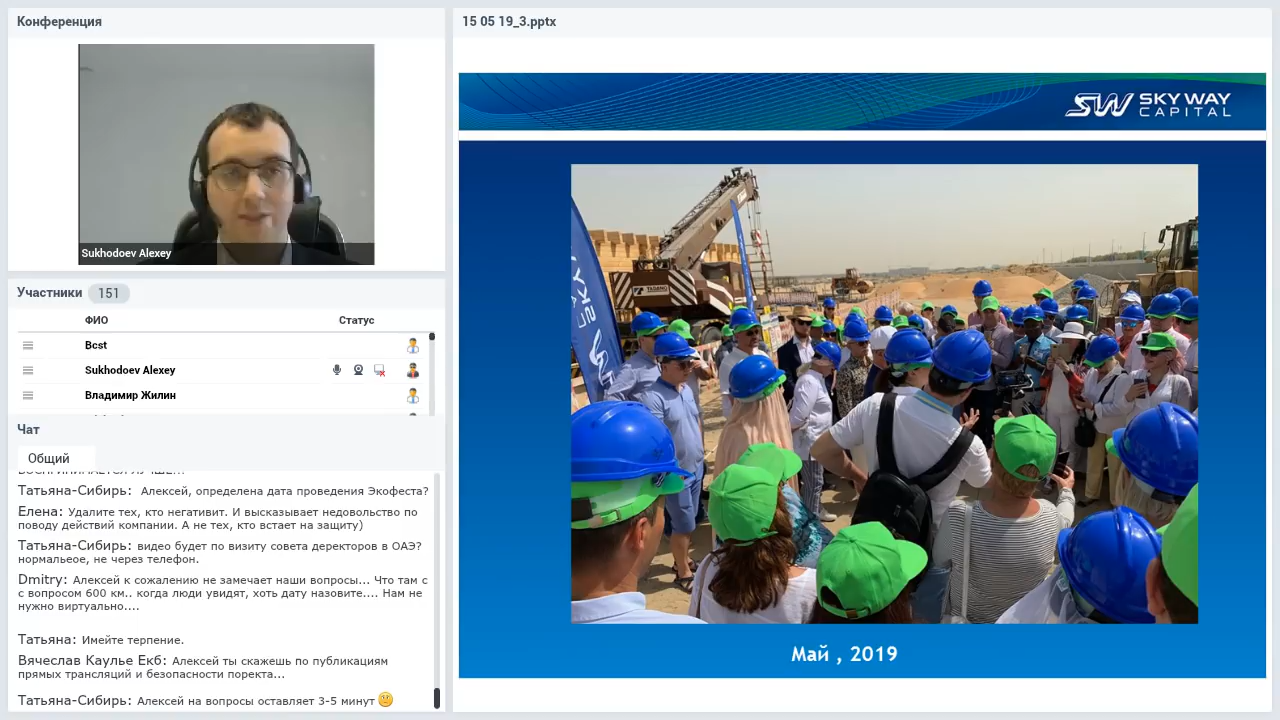 Конференция
Sukhodoev Alexey
Участники 151
ФИО Статус
Bcst
Sukhodoev Alexey
Владимир Жилин
Чат
Общий
Татьяна-Сибирь: Алексей, определена дата проведения Экофеста?
Елена: Удалите тех, кто негативит. И высказывает недовольство по
поводу действий компании. А не тех, кто встает на защиту)
Татьяна-Сибирь: видео будет по визиту совета деректоров в ОАЭ?
нормальеое, не через телефон.
Dmitry: Алексей к сожалению не замечает наши вопросы... Что там с
с вопросом 600 км.. когда люди увидят, хоть дату назовите.... Нам не
нужно виртуально....
Татьяна: Имейте терпение.
Вячеслав Каулье Екб: Алексей ты скажешь по публикациям
прямых трансляций и безопасности поректа...
Татьяна-Сибирь: Алексей на вопросы оставляет 3-5 минут
15 05 19_3.pptx
SW SKY WAY
CAPITAL
TADANO
Май , 2019